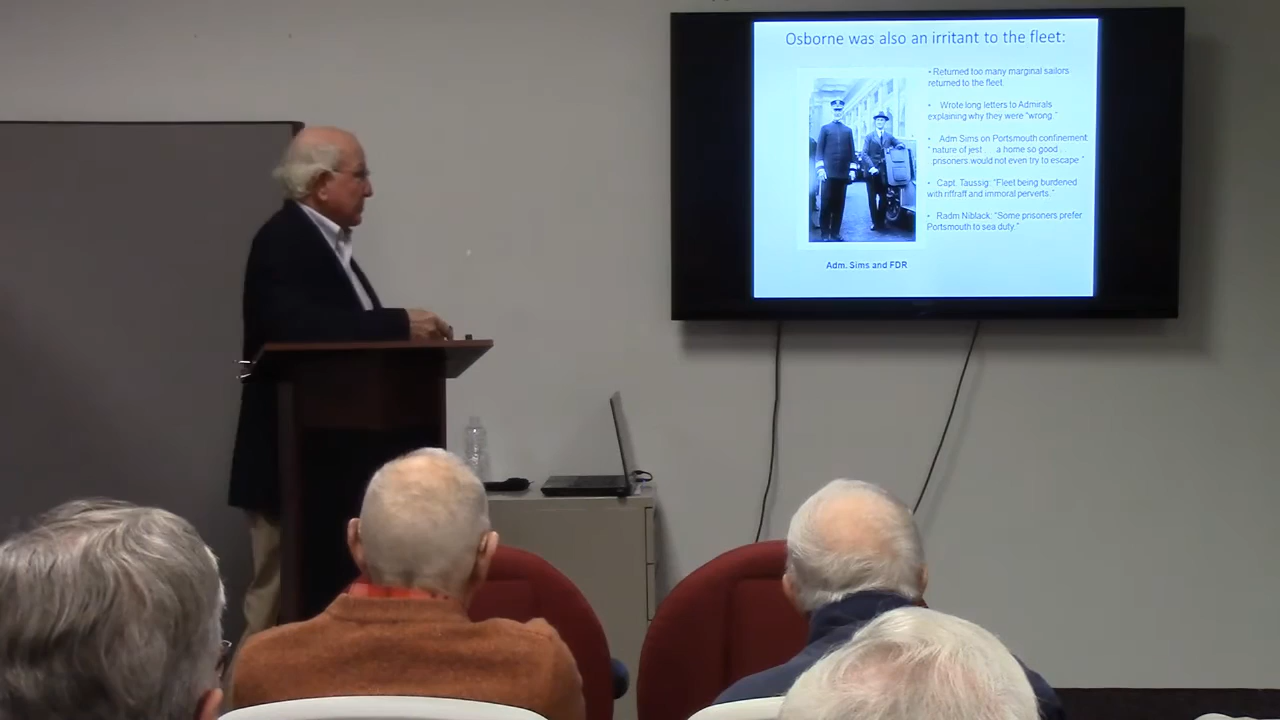 Osborne was also an irritant to the fleet:
• Returned too many marginal sailors
returned to the fleet.
• Wrote long letters to Admirals
explaining why they were "wrong."
• Adm Sims on Portsmouth confinement:
" nature of jest . . . a home so good . .
prisoners would not even try to escape "
• Capt. Taussig: "Fleet being burdened
with riffraff and immoral perverts."
• Radm Niblack: "Some prisoners prefer
Portsmouth to sea duty."
Adm. Sims and FDR